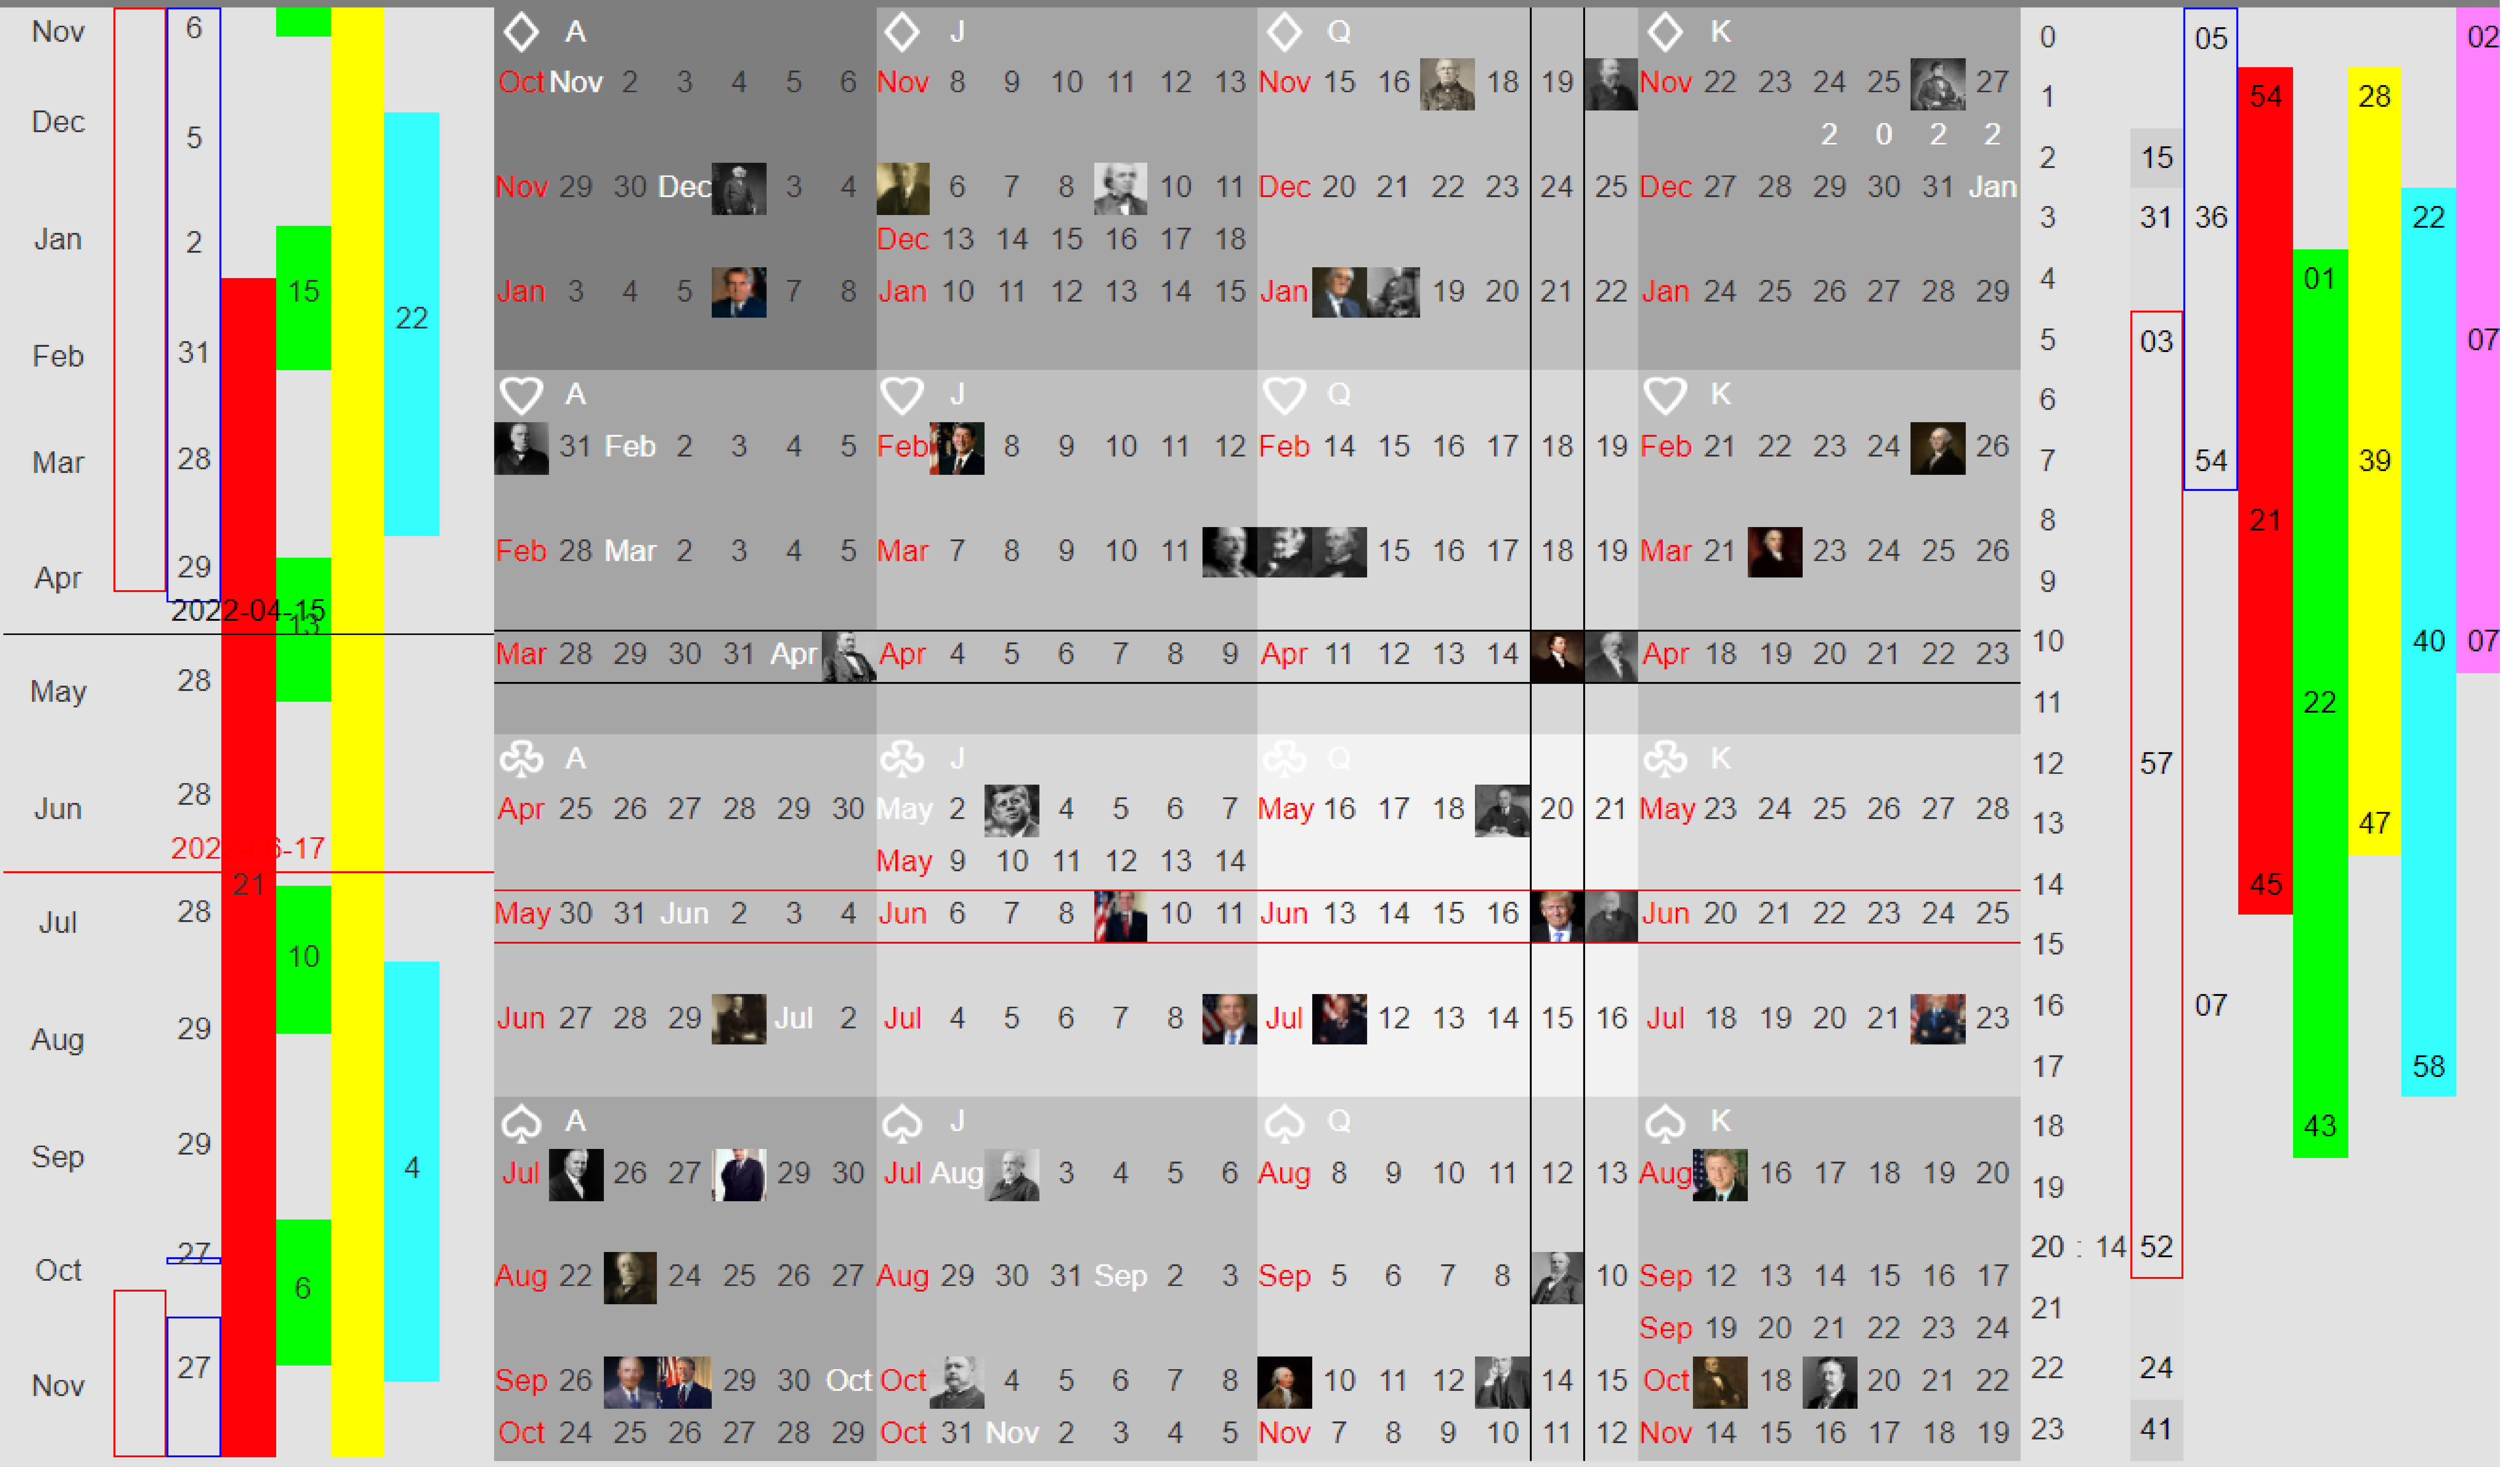 Nov 6 A J Q K 0 05 02
Oct Nov 2 3 4 5 6 Nov 8 9 10 11 12 13 Nov 15 16 18 19 Nov 22 23 24 25 27
Dec 5 2 0 2 2 1 54 28
Nov 29 30 Dec 3 4 6 7 8 10 11 Dec 20 21 22 23 24 25 Dec 27 28 29 30 31 Jan 2 15
Jan 2 Dec 13 14 15 16 17 18 3 31 36 22
15 Jan 3 4 5 7 8 Jan 10 11 12 13 14 15 Jan 19 20 21 22 Jan 24 25 26 27 28 29 4 01
22
Feb 31 5 03 07
A J Q K 6
Mar 28 31 Feb 2 3 4 5 Feb 8 9 10 11 12 Feb 14 15 16 17 18 19 Feb 21 22 23 24 26 7 54 39
8 21
Apr 29 Feb 28 Mar 2 3 4 5 Mar 7 8 9 10 11 15 16 17 18 19 Mar 21 23 24 25 26 9
2022-04-15
13
Mar 28 29 30 31 Apr Apr 4 5 6 7 8 9 Apr 11 12 13 14 Apr 18 19 20 21 22 23 10 40 07
May 28 11 22
A J Q K 12 57
Jun 28 Apr 25 26 27 28 29 30 May 2 4 5 6 7 May 16 17 18 20 21 May 23 24 25 26 27 28 13 47
May 9 10 11 12 13 14
21 14 45
Jul 28 May 30 31 Jun 2 3 4 Jun 6 7 8 10 11 Jun 13 14 15 16 Jun 20 21 22 23 24 25
10 15
Aug 29 Jun 27 28 29 Jul 2 Jul 4 5 6 7 8 Jul 12 13 14 15 16 Jul 18 19 20 21 23 16 07
17 58
A J Q K 18 43
Sep 29 4 Jul 26 27 29 30 Jul Aug 3 4 5 6 Aug 8 9 10 11 12 13 Aug 16 17 18 19 20 19
27 20 : 14 52
Oct 6 Aug 22 24 25 26 27 Aug 29 30 31 Sep 2 3 Sep 5 6 7 8 10 Sep 12 13 14 15 16 17 21
Sep 19 20 21 22 23 24
Nov 27 Sep 26 29 30 Oct Oct 4 5 6 7 8 10 11 12 14 15 Oct 18 20 21 22 22 24
Oct 24 25 26 27 28 29 Oct 31 Nov 2 3 4 5 Nov 7 8 9 10 11 12 Nov 14 15 16 17 18 19 23 41